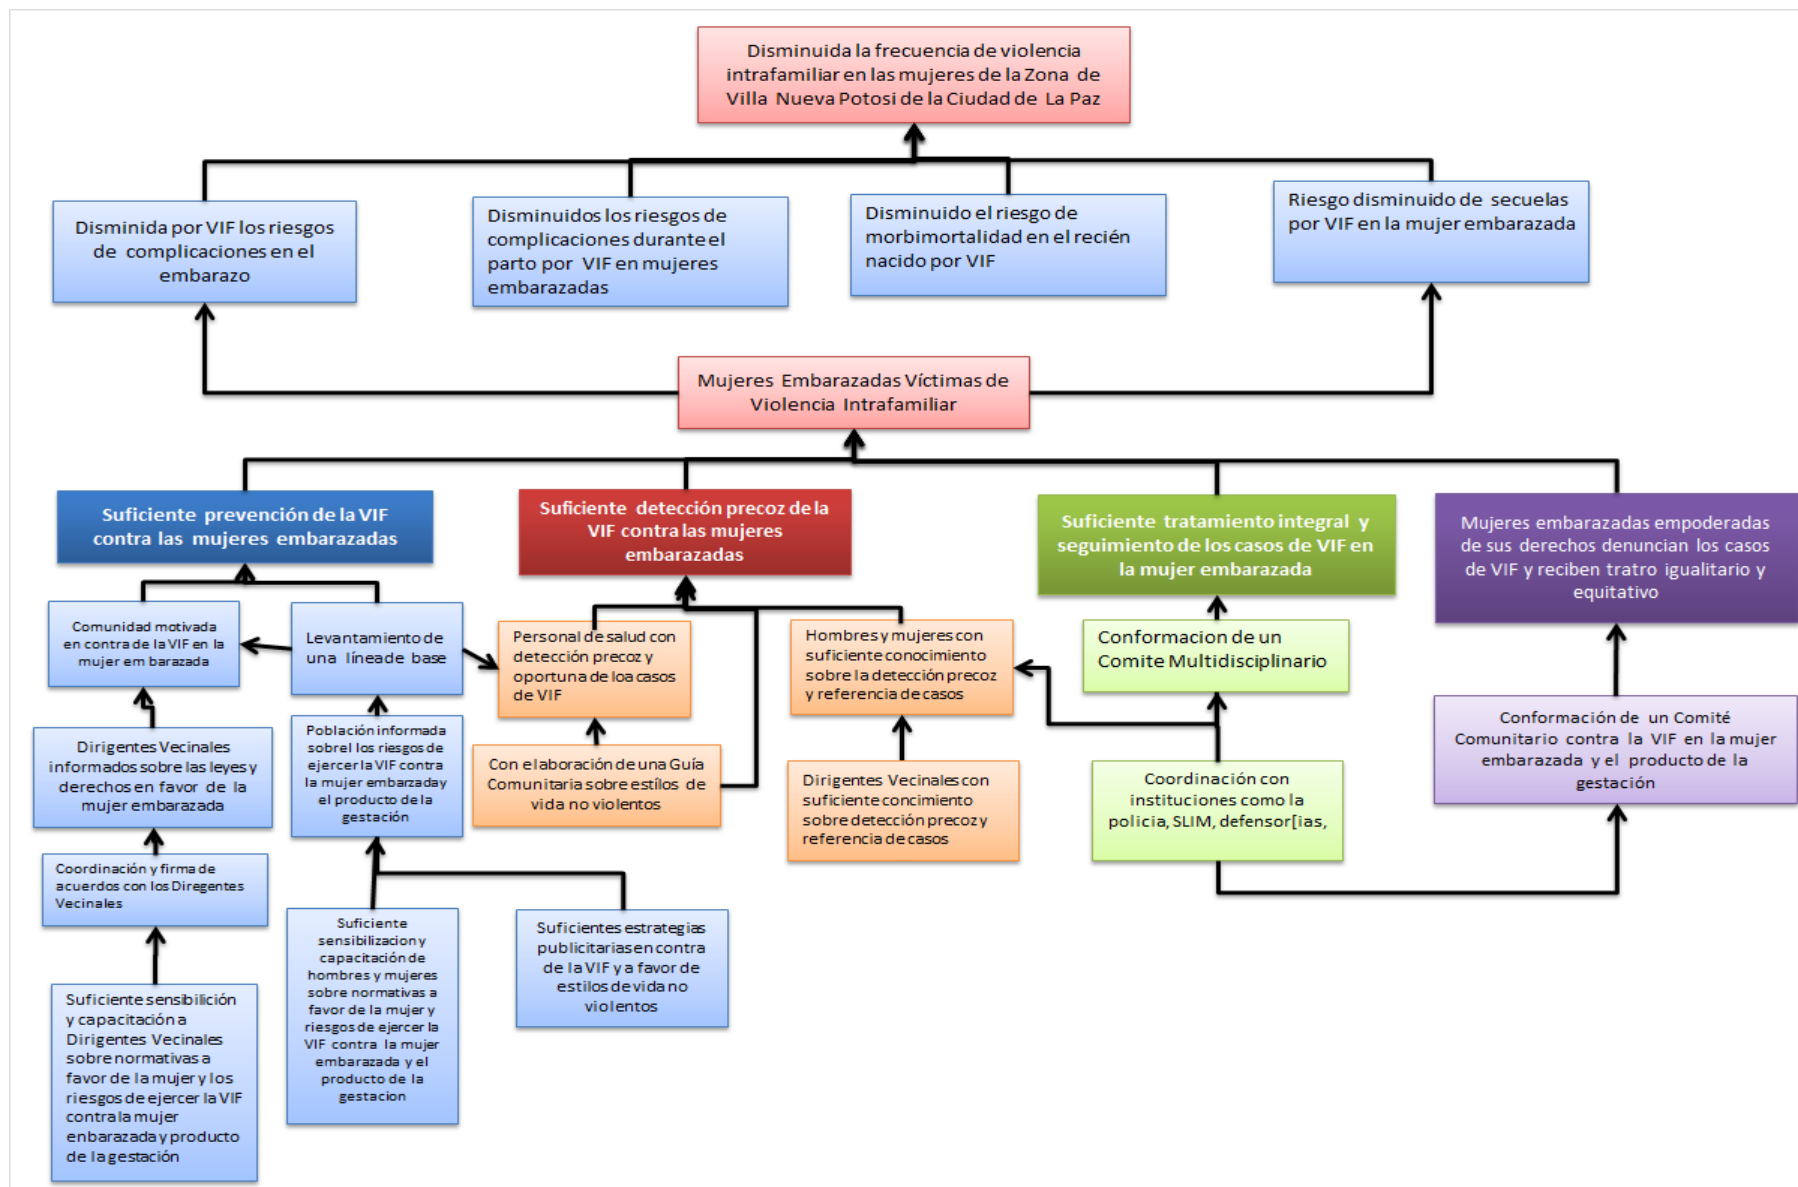 Disminuida la frecuencia de violencia
intrafamiliar en las mujeres de la Zona de
Villa Nueva Potosi de la Ciudad de La Paz
Disminida por VIF los riesgos
de complicaciones en el
embarazo
Disminuidos los riesgos de
complicaciones durante el
parto por VIF en mujeres
embarazadas
Disminuido el riesgo de
morbimortalidad en el recién
nacido por VIF
Riesgo disminuido de secuelas
por VIF en la mujer embarazada
Mujeres Embarazadas Víctimas de
Violencia Intrafamiliar
Suficiente prevención de la VIF
contra las mujeres embarazadas
Suficiente detección precoz de la
VIF contra las mujeres
embarazadas
Suficiente tratamiento integral y
seguimiento de los casos de VIF en
la mujer embarazada
Mujeres embarazadas empoderadas
de sus derechos denuncian los casos
de VIF y reciben tratro igualitario y
equitativo
Comunidad motivada
en contra de la VIF en la
mujer em barazada
Levantamiento de
una línea de base
Personal de salud con
detección precoz y
oportuna de loa casos
de VIF
Hombres y mujeres con
suficiente conocimiento
sobre la detección precoz
y referencia de casos
Conformacion de un
Comite Multidisciplinario
Dirigentes Vecinales
informados sobre las leyes y
derechos en favor de la
mujer embarazada
Población informada
sobrel los riesgos de
ejercer la VIF contra
la mujer embarzada y
el producto de la
gestación
Con el aboración de una Guía
Comunitaria sobre estílos de
vida no violentos
Dirigentes Vecinales con
suficiente concimiento
sobre detección precoz y
referencia de casos
Coordinación con
instituciones como la
policia, SLIM, defensor[ias,
Conformación de un Comité
Comunitario contra la VIF en la mujer
embarazada y el producto de la
gestación
Coordinación y firma de
acuerdos con los Diregentes
Vecinales
Suficiente
sensibilizacion y
capacitación de
hombres y mujeres
sobre normativas a
favor de la mujer y
riesgos de ejercer la
VIF contra la mujer
embarazada y el
producto de la
gestacion
Suficientes estrategias
publicitarias en contra
de la VIF y a favor de
estilos de vida no
violentos
Suficiente sensibilición
y capacitación a
Dirigentes Vecinales
sobre normativas a
favor de la mujer y los
riesgos de ejercer la VIF
contra la mujer
enbarazada y producto
de la gestación